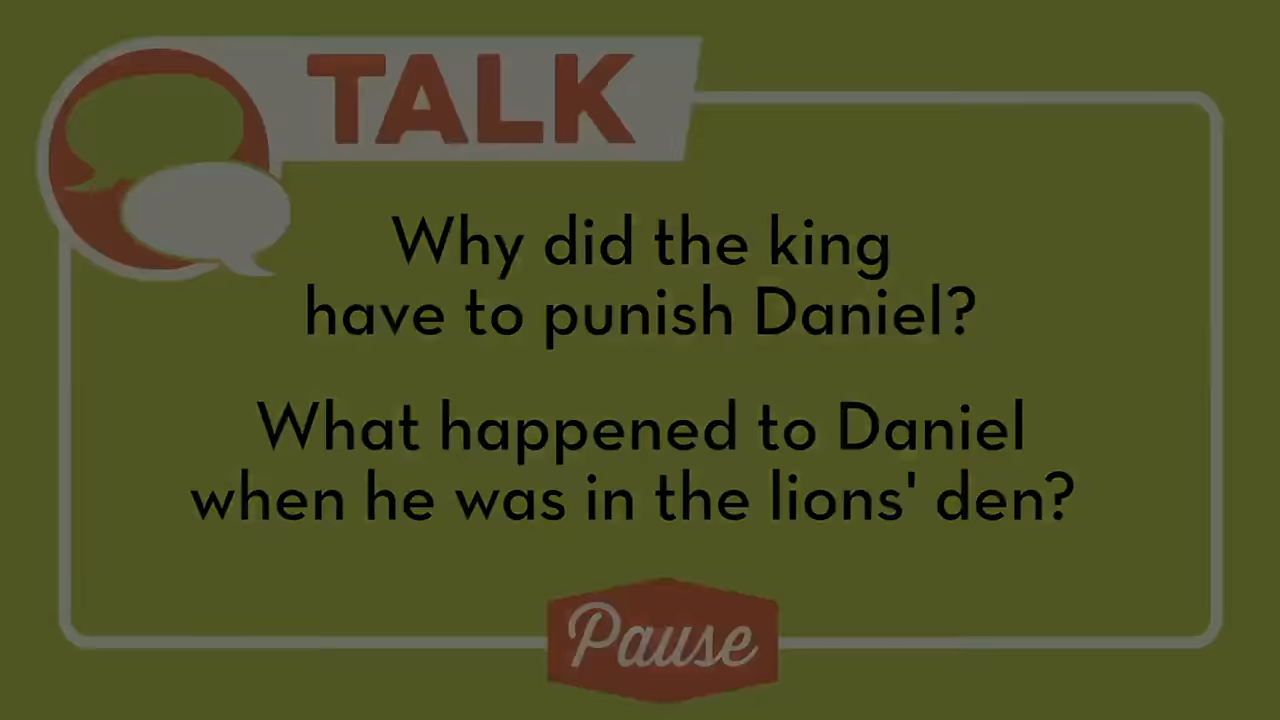 TALK
Why did the king
have to punish Daniel?
What happened to Daniel
when he was in the lions' den?
Pause